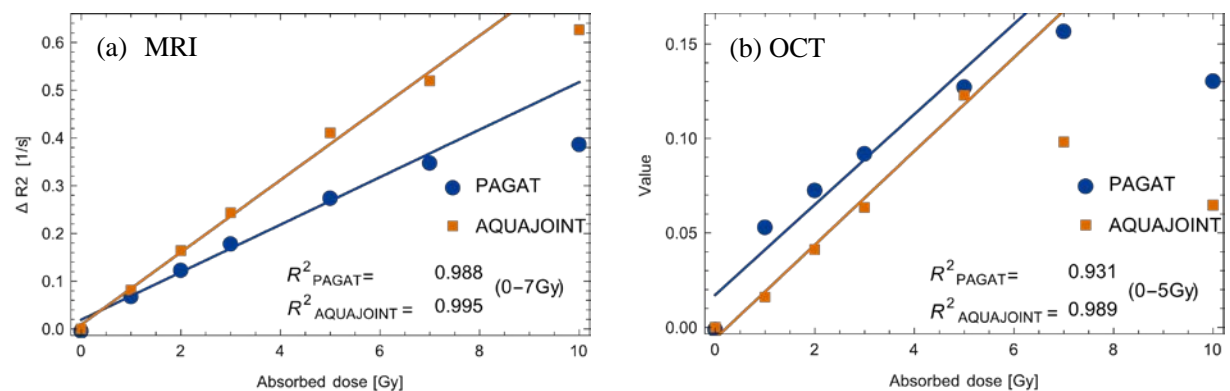 (a) MRI
0.6
0.5
0.4
0.3
0.2
0.1
0.0
Δ R2 [1/s]
PAGAT
AQUAJOINT
R²PAGAT= 0.988
(0-7Gy)
R²AQUAJOINT= 0.995
0 2 4 6 8 10
Absorbed dose [Gy]
(b) OCT
0.15
0.10
0.05
0.00
Value
PAGAT
AQUAJOINT
R²PAGAT= 0.931
(0-5Gy)
R²AQUAJOINT= 0.989
0 2 4 6 8 10
Absorbed dose [Gy]